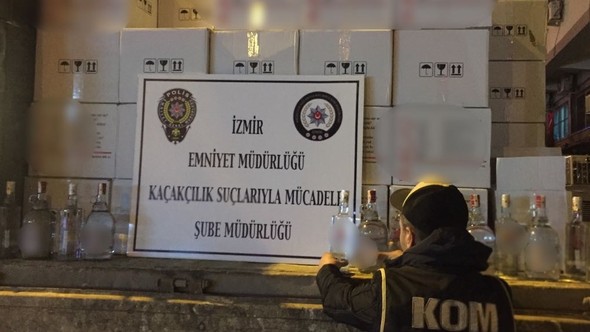 POLİS
İZMİR
EMNİYET MÜDÜRLÜĞÜ
KAÇAKÇILIK SUÇLARIYLA MÜCADELE
ŞUBE MÜDÜRLÜĞÜ
KOM